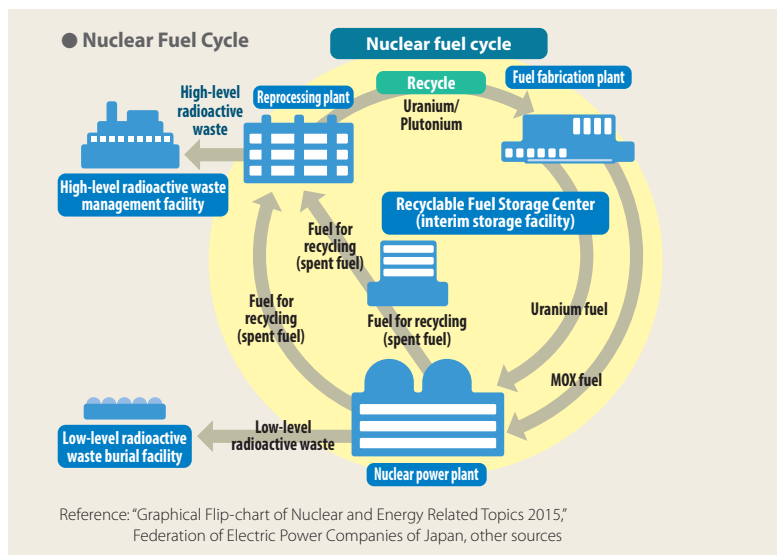 ● Nuclear Fuel Cycle
Nuclear fuel cycle
Recycle
Uranium/
Plutonium
Fuel fabrication plant
High-level
radioactive
waste
Reprocessing plant
High-level radioactive waste
management facility
Recyclable Fuel Storage Center
(interim storage facility)
Fuel for
recycling
(spent fuel)
Fuel for
recycling
(spent fuel)
Fuel for recycling
(spent fuel)
Uranium fuel
MOX fuel
Low-level
radioactive waste
Low-level radioactive
waste burial facility
Nuclear power plant
Reference: “Graphical Flip-chart of Nuclear and Energy Related Topics 2015,”
Federation of Electric Power Companies of Japan, other sources